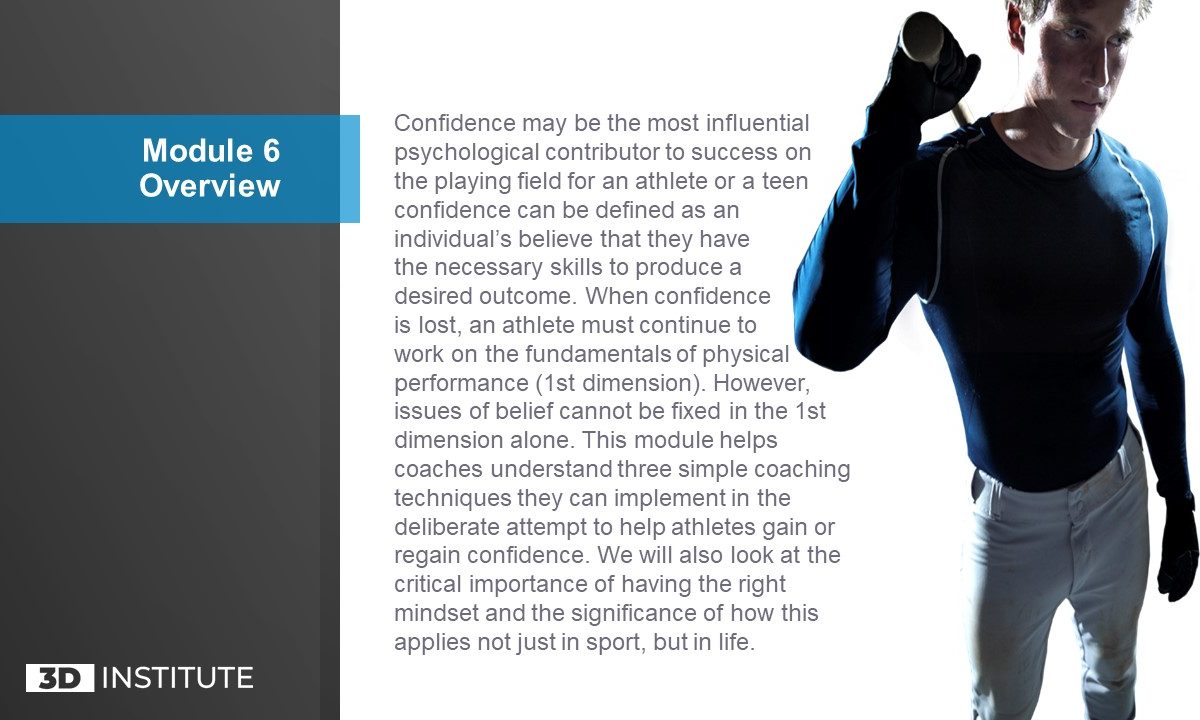 Module 6
Overview
Confidence may be the most influential
psychological contributor to success on
the playing field for an athlete or a teen
confidence can be defined as an
individual’s believe that they have
the necessary skills to produce a
desired outcome. When confidence
is lost, an athlete must continue to
work on the fundamentals of physical
performance (1st dimension). However,
issues of belief cannot be fixed in the 1st
dimension alone. This module helps
coaches understand three simple coaching
techniques they can implement in the
deliberate attempt to help athletes gain or
regain confidence. We will also look at the
critical importance of having the right
mindset and the significance of how this
applies not just in sport, but in life.
3D INSTITUTE